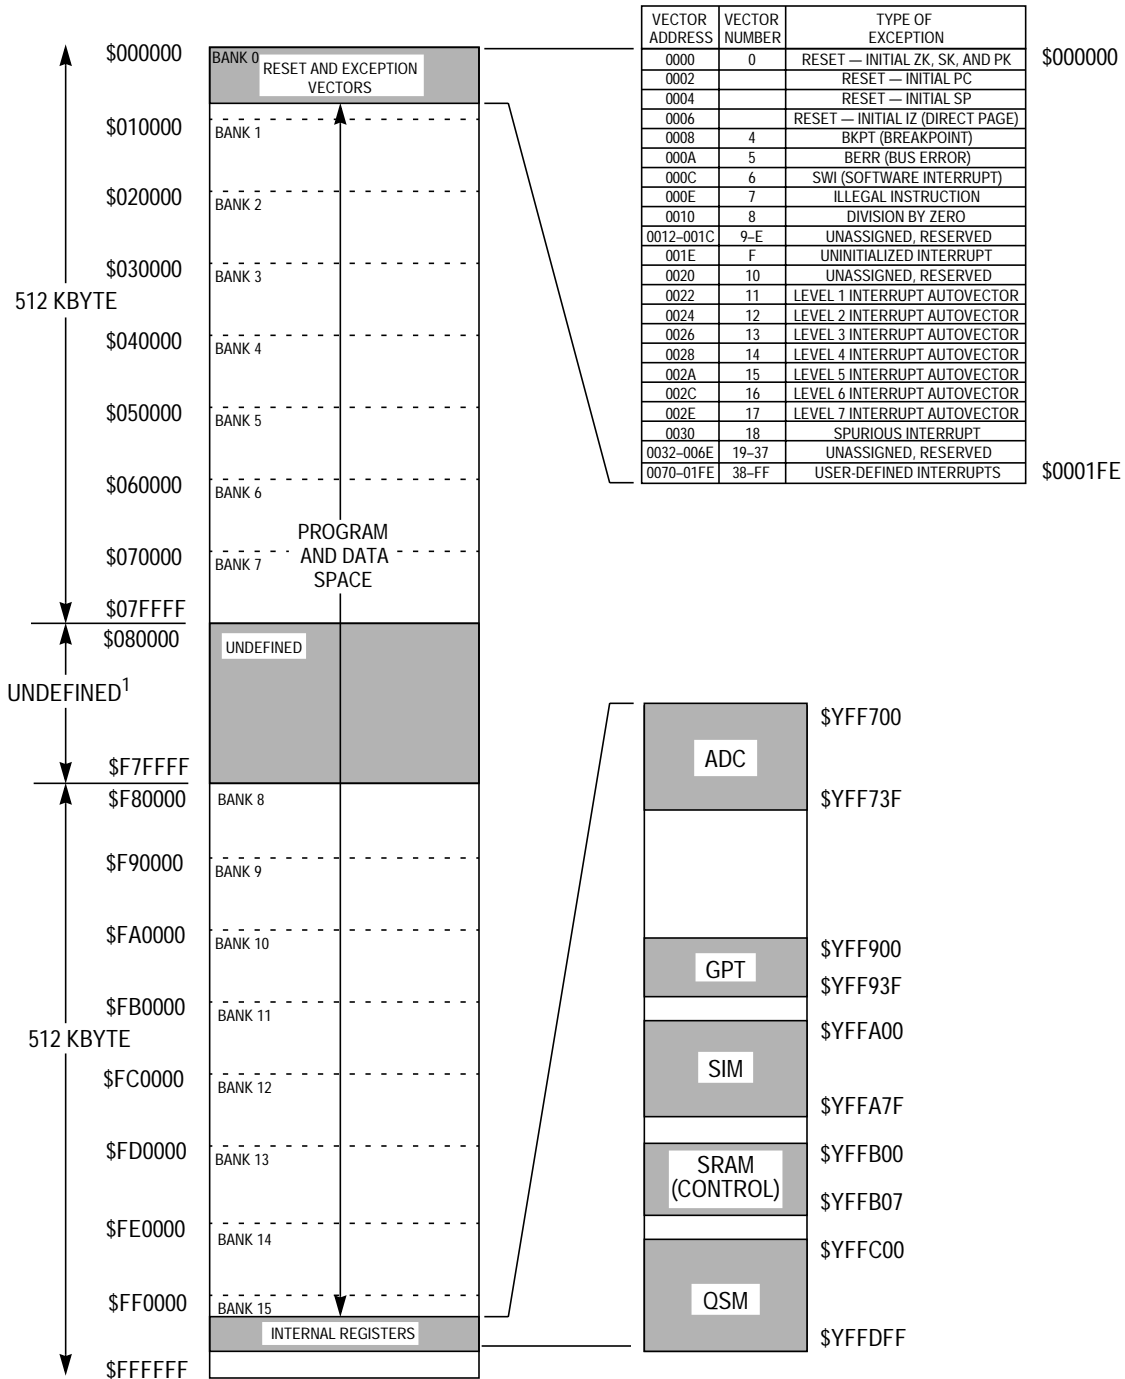 VECTOR ADDRESS VECTOR NUMBER TYPE OF EXCEPTION
0000 0 RESET — INITIAL ZK, SK, AND PK
0002 RESET — INITIAL PC
0004 RESET — INITIAL SP
0006 RESET — INITIAL IZ (DIRECT PAGE)
0008 4 BKPT (BREAKPOINT)
000A 5 BERR (BUS ERROR)
000C 6 SWI (SOFTWARE INTERRUPT)
000E 7 ILLEGAL INSTRUCTION
0010 8 DIVISION BY ZERO
0012–001C 9–E UNASSIGNED, RESERVED
001E F UNINITIALIZED INTERRUPT
0020 10 UNASSIGNED, RESERVED
0022 11 LEVEL 1 INTERRUPT AUTOVECTOR
0024 12 LEVEL 2 INTERRUPT AUTOVECTOR
0026 13 LEVEL 3 INTERRUPT AUTOVECTOR
0028 14 LEVEL 4 INTERRUPT AUTOVECTOR
002A 15 LEVEL 5 INTERRUPT AUTOVECTOR
002C 16 LEVEL 6 INTERRUPT AUTOVECTOR
002E 17 LEVEL 7 INTERRUPT AUTOVECTOR
0030 18 SPURIOUS INTERRUPT
0032–006E 19–37 UNASSIGNED, RESERVED
0070–01FE 38–FF USER-DEFINED INTERRUPTS
$000000
$0001FE
$000000
BANK 0
RESET AND EXCEPTION
VECTORS
$010000
BANK 1
$020000
BANK 2
$030000
BANK 3
512 KBYTE
$040000
BANK 4
$050000
BANK 5
$060000
BANK 6
PROGRAM
AND DATA
SPACE
$070000
BANK 7
$07FFFF
$080000
UNDEFINED
UNDEFINED1
$F7FFFF
$F80000
BANK 8
$F90000
BANK 9
$FA0000
BANK 10
$FB0000
BANK 11
512 KBYTE
$FC0000
BANK 12
$FD0000
BANK 13
$FE0000
BANK 14
$FF0000
BANK 15
INTERNAL REGISTERS
$FFFFFF
$YFF700
ADC
$YFF73F
$YFF900
GPT
$YFF93F
$YFFA00
SIM
$YFFA7F
$YFFB00
SRAM
(CONTROL)
$YFFB07
$YFFC00
QSM
$YFFDFF